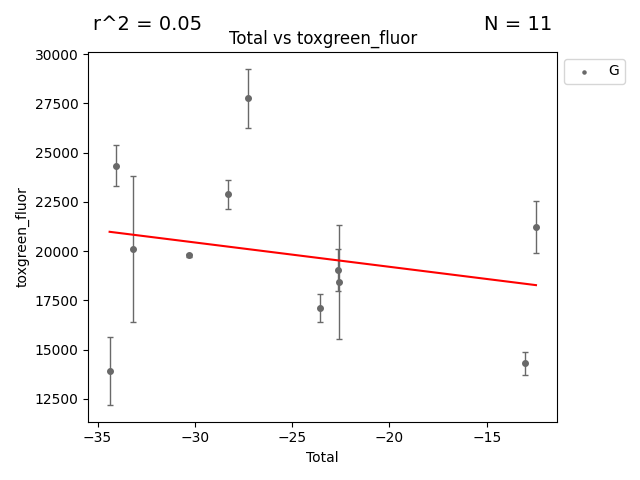 r^2 = 0.05
N = 11
Total vs toxgreen_fluor
G
30000
27500
25000
22500
20000
17500
15000
12500
toxgreen_fluor
−35
−30
−25
−20
−15
Total